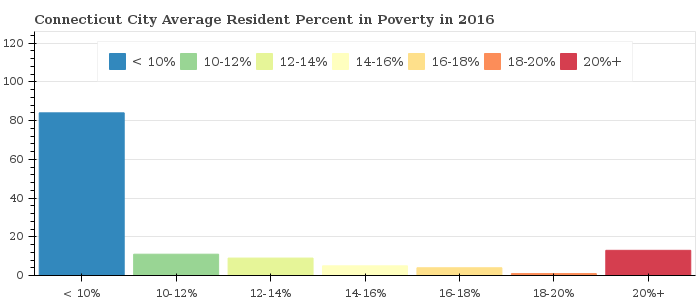 Connecticut City Average Resident Percent in Poverty in 2016
120
100
80
60
40
20
0
< 10% 10-12% 12-14% 14-16% 16-18% 18-20% 20%+
< 10% 10-12% 12-14% 14-16% 16-18% 18-20% 20%+